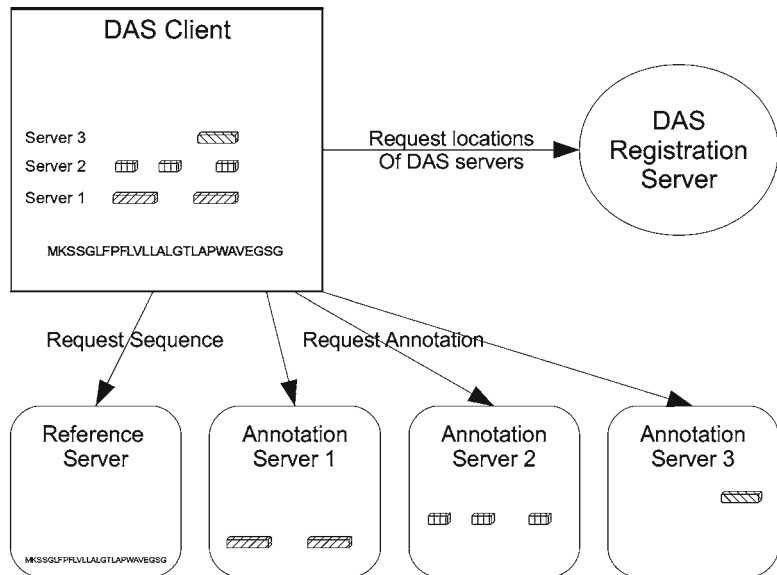 DAS Client
Server 3
Server 2
Server 1
MKSSGLFPFLVLLALGTLAPWAVEGSG
Request locations
Of DAS servers
DAS
Registration
Server
Request Sequence
Request Annotation
Reference
Server
MKSSGLFPFLVLLALGTLAPWAVEGSG
Annotation
Server 1
Annotation
Server 2
Annotation
Server 3